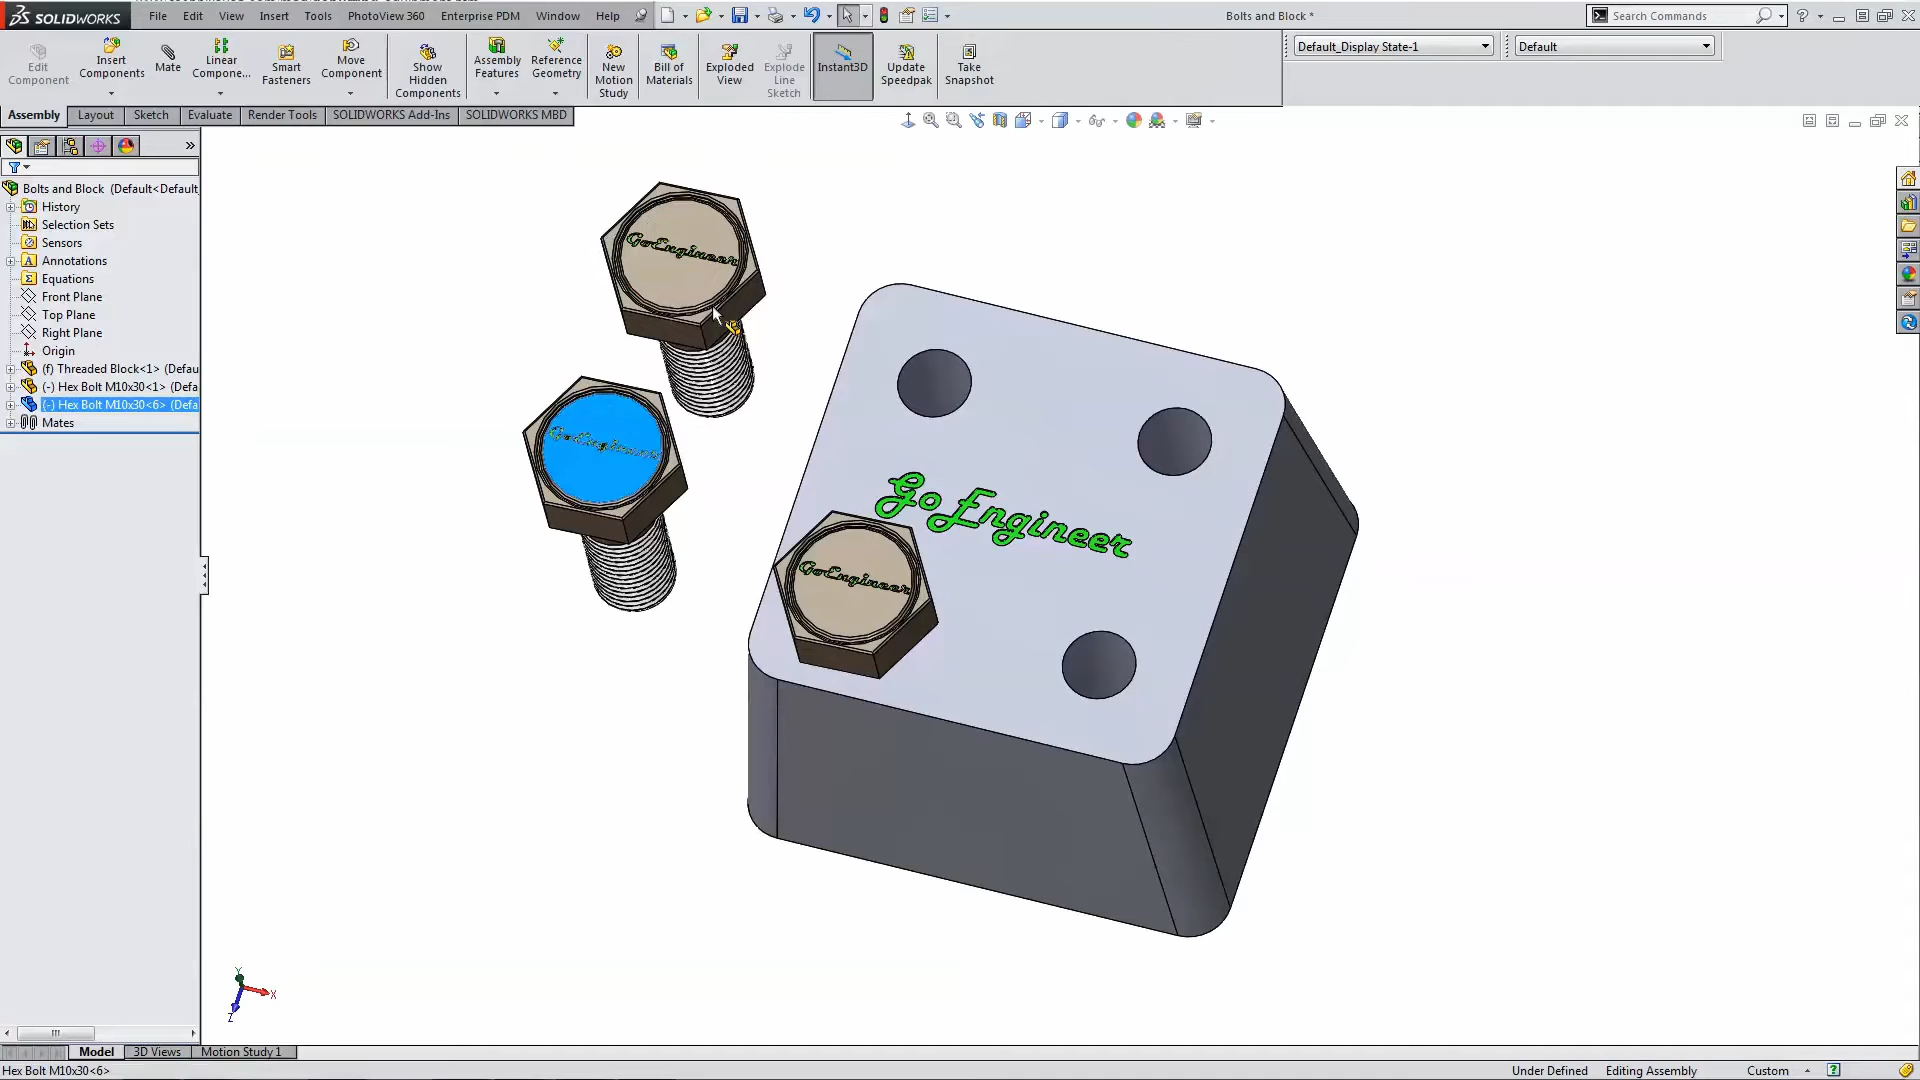 SOLIDWORKS File Edit View Insert Tools PhotoView 360 Enterprise PDM Window Help Bolts and Block * Search Commands
Edit Component
Insert Components
Mate
Linear Compone...
Smart Fasteners
Move Component
Show Hidden Components
Assembly Features
Reference Geometry
New Motion Study
Bill of Materials
Exploded View
Explode Line Sketch
Instant3D
Update Speedpak
Take Snapshot
Default_Display State-1
Default
Assembly Layout Sketch Evaluate Render Tools SOLIDWORKS Add-Ins SOLIDWORKS MBD
Bolts and Block (Default<Default_
History
Selection Sets
Sensors
Annotations
Equations
Front Plane
Top Plane
Right Plane
Origin
(f) Threaded Block<1> (Defau
(-) Hex Bolt M10x30<1> (Defa
(-) Hex Bolt M10x30<6> (Defa
Mates
GoEngineer
GoEngineer
GoEngineer
GoEngineer
Y
X
Z
Model 3D Views Motion Study 1
Hex Bolt M10x30<6> Under Defined Editing Assembly Custom